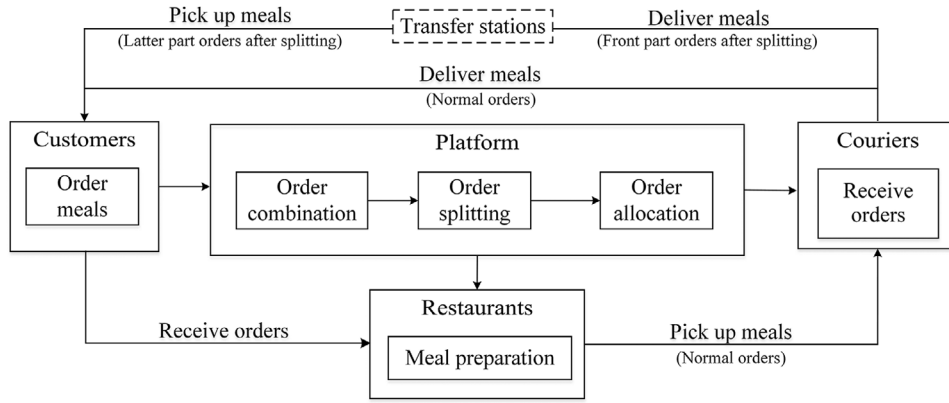 Pick up meals
(Latter part orders after splitting)
Transfer stations
Deliver meals
(Front part orders after splitting)
Deliver meals
(Normal orders)
Customers
Order
meals
Platform
Order
combination
Order
splitting
Order
allocation
Couriers
Receive
orders
Receive orders
Restaurants
Meal preparation
Pick up meals
(Normal orders)